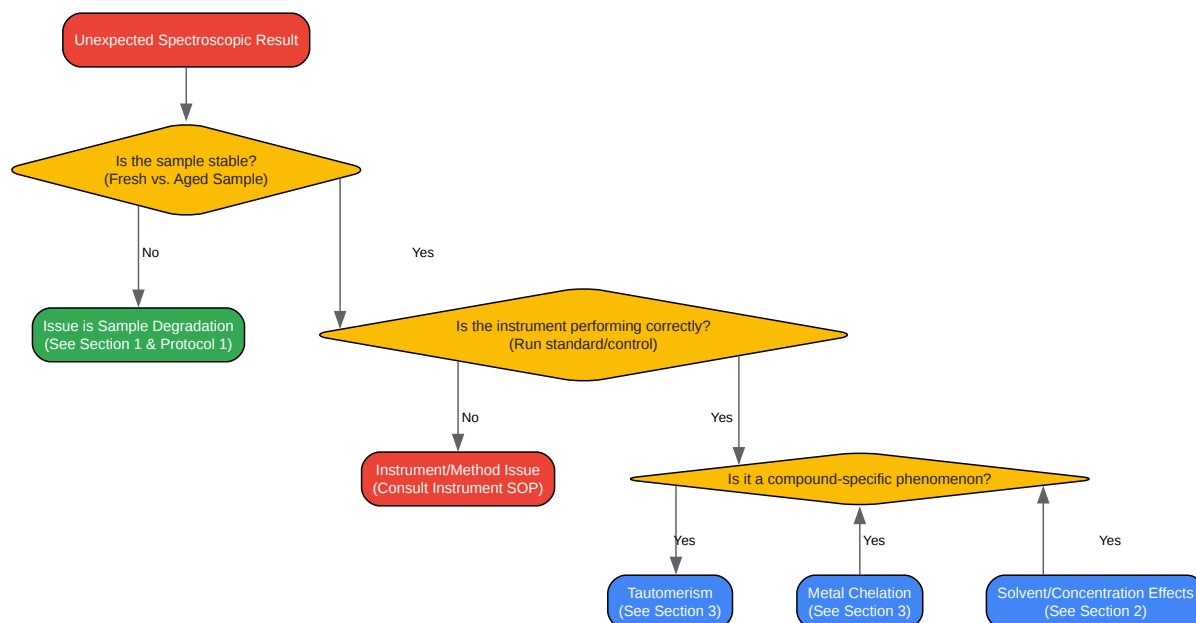 Unexpected Spectroscopic Result
Is the sample stable?
(Fresh vs. Aged Sample)
No
Yes
Issue is Sample Degradation
(See Section 1 & Protocol 1)
Is the instrument performing correctly?
(Run standard/control)
No
Yes
Instrument/Method Issue
(Consult Instrument SOP)
Is it a compound-specific phenomenon?
Yes
Yes
Yes
Tautomerism
(See Section 3)
Metal Chelation
(See Section 3)
Solvent/Concentration Effects
(See Section 2)